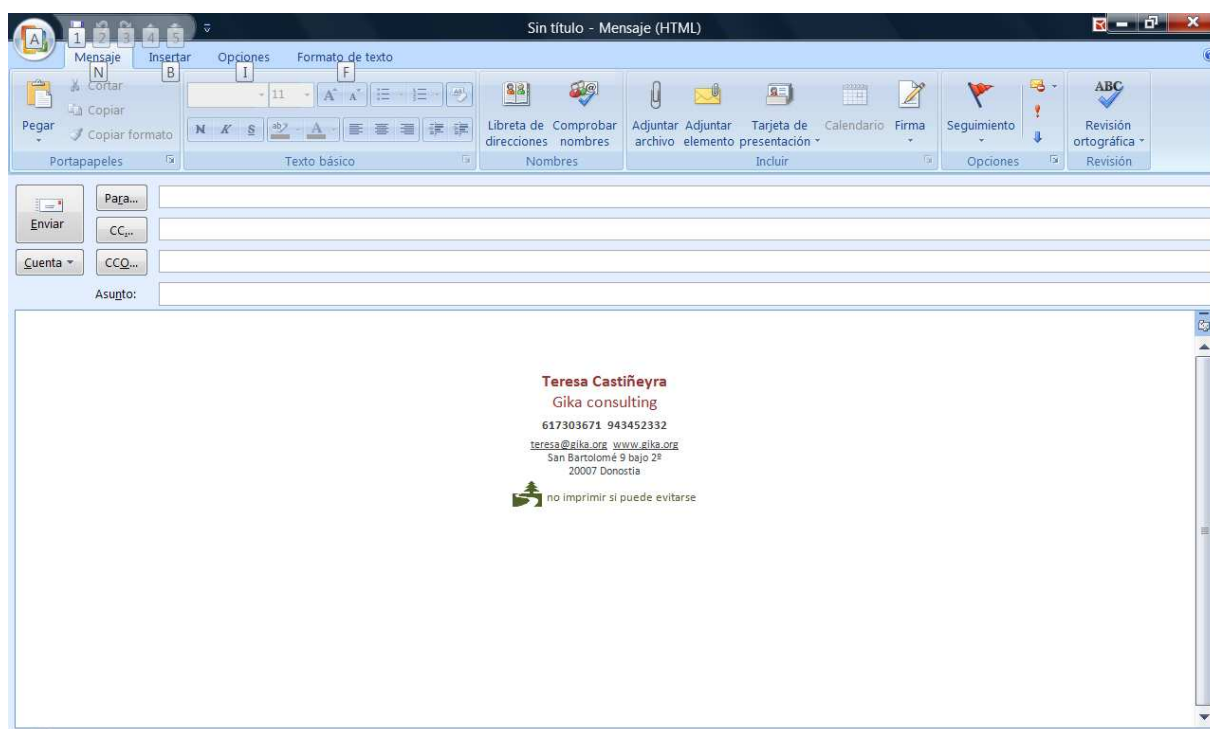 Sin título - Mensaje (HTML)
A 1 2 3 4 5
Mensaje Insertar Opciones Formato de texto
N B I F
Pegar
Cortar
Copiar
Copiar formato
Portapapeles
11 A A
N K S ab A
Texto básico
Libreta de direcciones
Comprobar nombres
Nombres
Adjuntar archivo
Adjuntar elemento
Tarjeta de presentación
Calendario
Firma
Incluir
Seguimiento
Opciones
ABC
Revisión ortográfica
Revisión
Enviar
Cuenta
Para...
CC...
CCO...
Asunto:
Teresa Castiñeyra
Gika consulting
617303671 943452332
teresa@gika.org www.gika.org
San Bartolomé 9 bajo 2º
20007 Donostia
no imprimir si puede evitarse